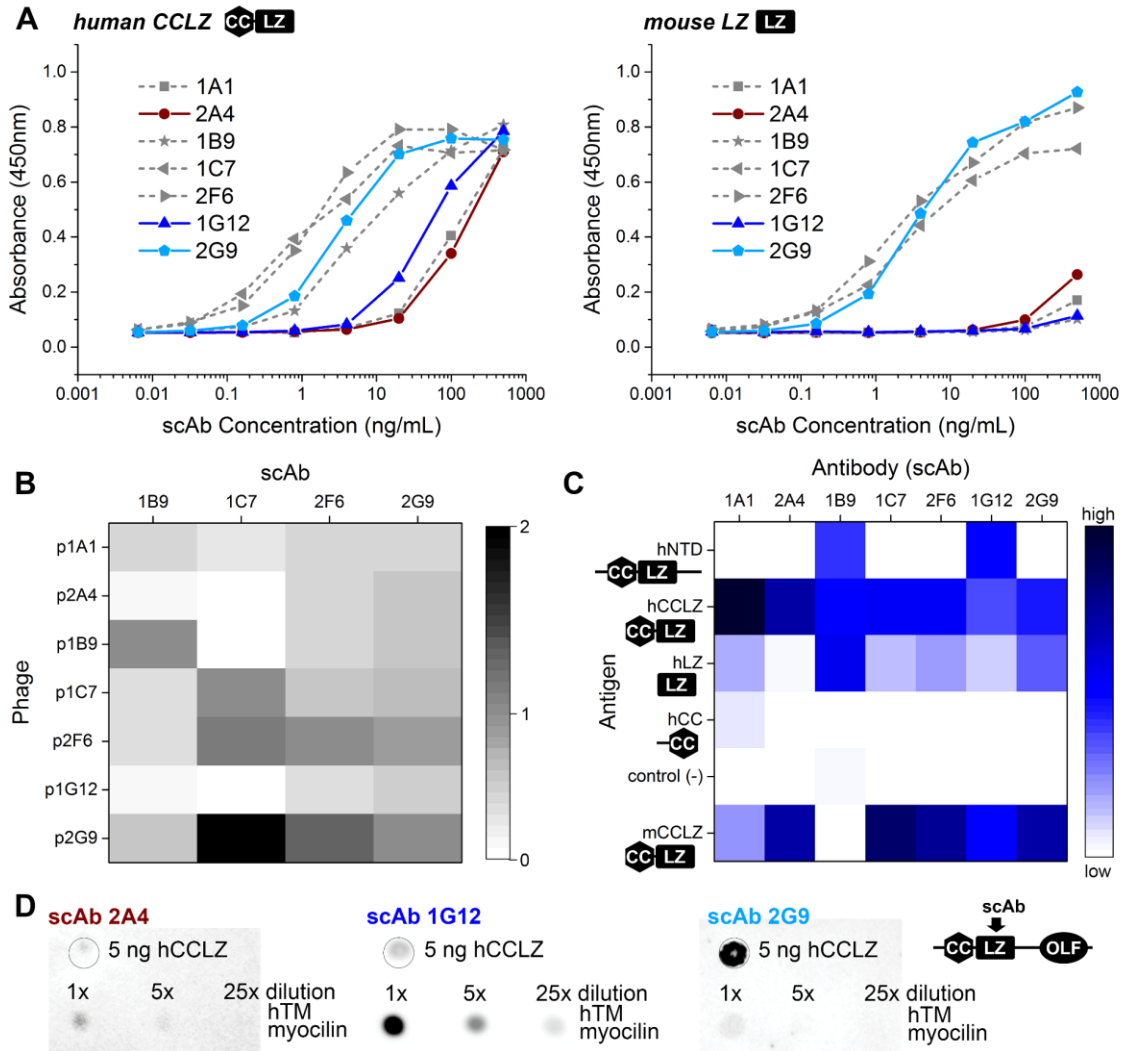 A
human CCLZ CC LZ
mouse LZ LZ
Absorbance (450nm)
1.0
0.8
0.6
0.4
0.2
0.0
1A1
2A4
1B9
1C7
2F6
1G12
2G9
0.001 0.01 0.1 1 10 100 1000
scAb Concentration (ng/mL)
Absorbance (450nm)
1.0
0.8
0.6
0.4
0.2
0.0
1A1
2A4
1B9
1C7
2F6
1G12
2G9
0.001 0.01 0.1 1 10 100 1000
scAb Concentration (ng/mL)
B
scAb
1B9 1C7 2F6 2G9
Phage
p1A1
p2A4
p1B9
p1C7
p2F6
p1G12
p2G9
2
1
0
C
Antibody (scAb)
1A1 2A4 1B9 1C7 2F6 1G12 2G9
Antigen
hNTD
CC LZ
hCCLZ
CC LZ
hLZ
LZ
hCC
CC
control (-)
mCCLZ
CC LZ
high
low
D
scAb 2A4
5 ng hCCLZ
1x 5x 25x dilution
hTM
myocilin
scAb 1G12
5 ng hCCLZ
1x 5x 25x dilution
hTM
myocilin
scAb 2G9
5 ng hCCLZ
1x 5x 25x dilution
hTM
myocilin
scAb
CC LZ OLF